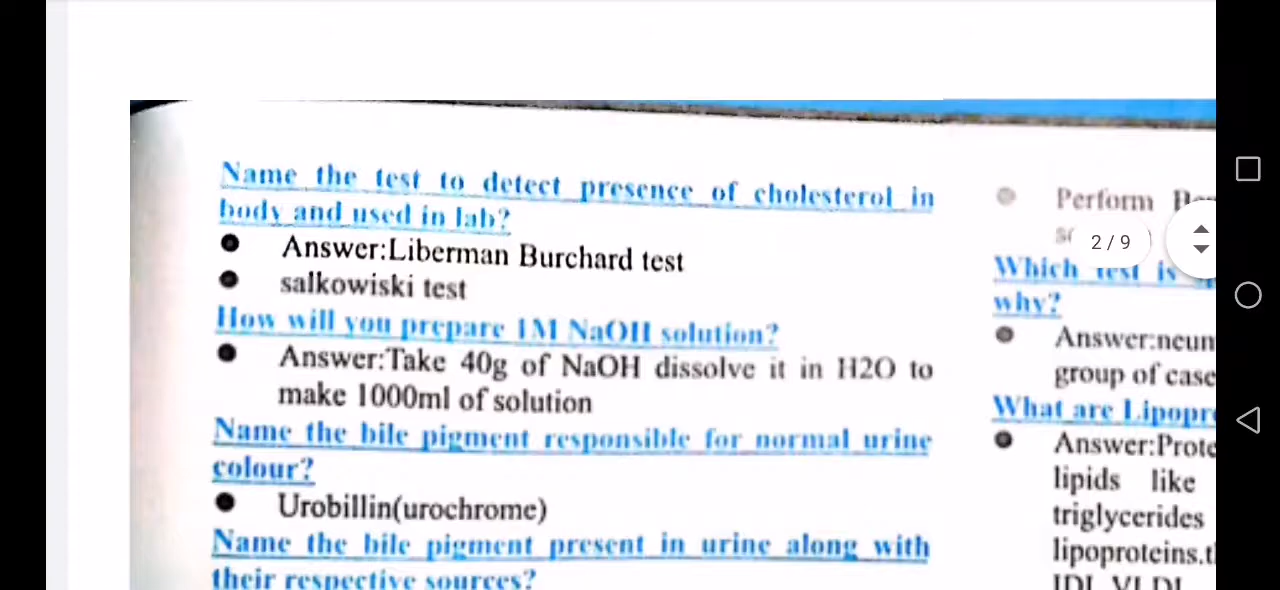 Name the test to detect presence of cholesterol in
body and used in lab?
Answer:Liberman Burchard test
salkowiski test
How will you prepare 1M NaOH solution?
Answer:Take 40g of NaOH dissolve it in H2O to
make 1000ml of solution
Name the bile pigment responsible for normal urine
colour?
Urobillin(urochrome)
Name the bile pigment present in urine along with
their respective sources?
Perform
2 / 9
Which test is
why?
Answer:
group of case
What are
Answer:
lipids like
triglycerides
lipoproteins.